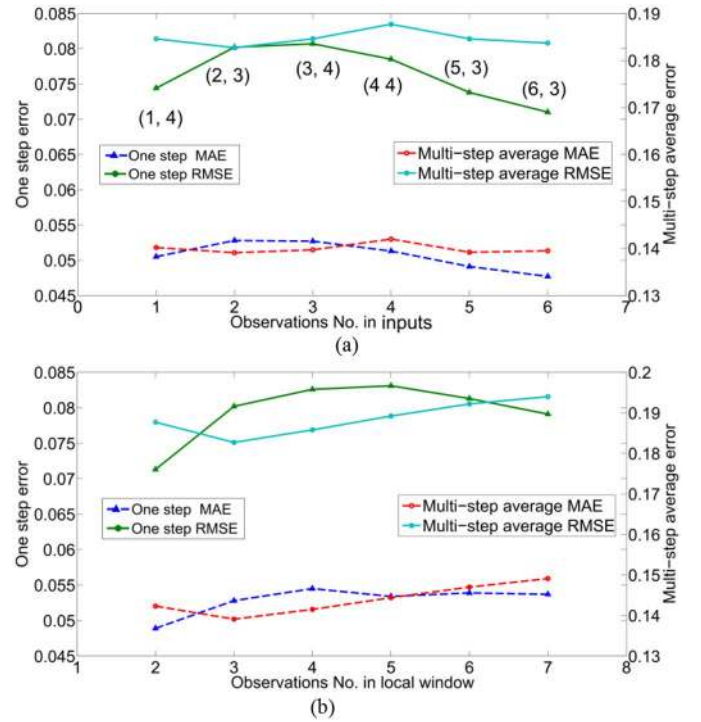 0.085
0.08
0.075
0.07
0.065
0.06
0.055
0.05
0.045
One step error
0.19
0.18
0.17
0.16
0.15
0.14
0.13
Multi-step average error
(1, 4)
(2, 3)
(3, 4)
(4 4)
(5, 3)
(6, 3)
One step MAE
One step RMSE
Multi-step average MAE
Multi-step average RMSE
0 1 2 3 4 5 6 7
Observations No. in inputs
(a)
0.085
0.08
0.075
0.07
0.065
0.06
0.055
0.05
0.045
One step error
0.2
0.19
0.18
0.17
0.16
0.15
0.14
0.13
Multi-step average error
One step MAE
One step RMSE
Multi-step average MAE
Multi-step average RMSE
1 2 3 4 5 6 7 8
Observations No. in local window
(b)